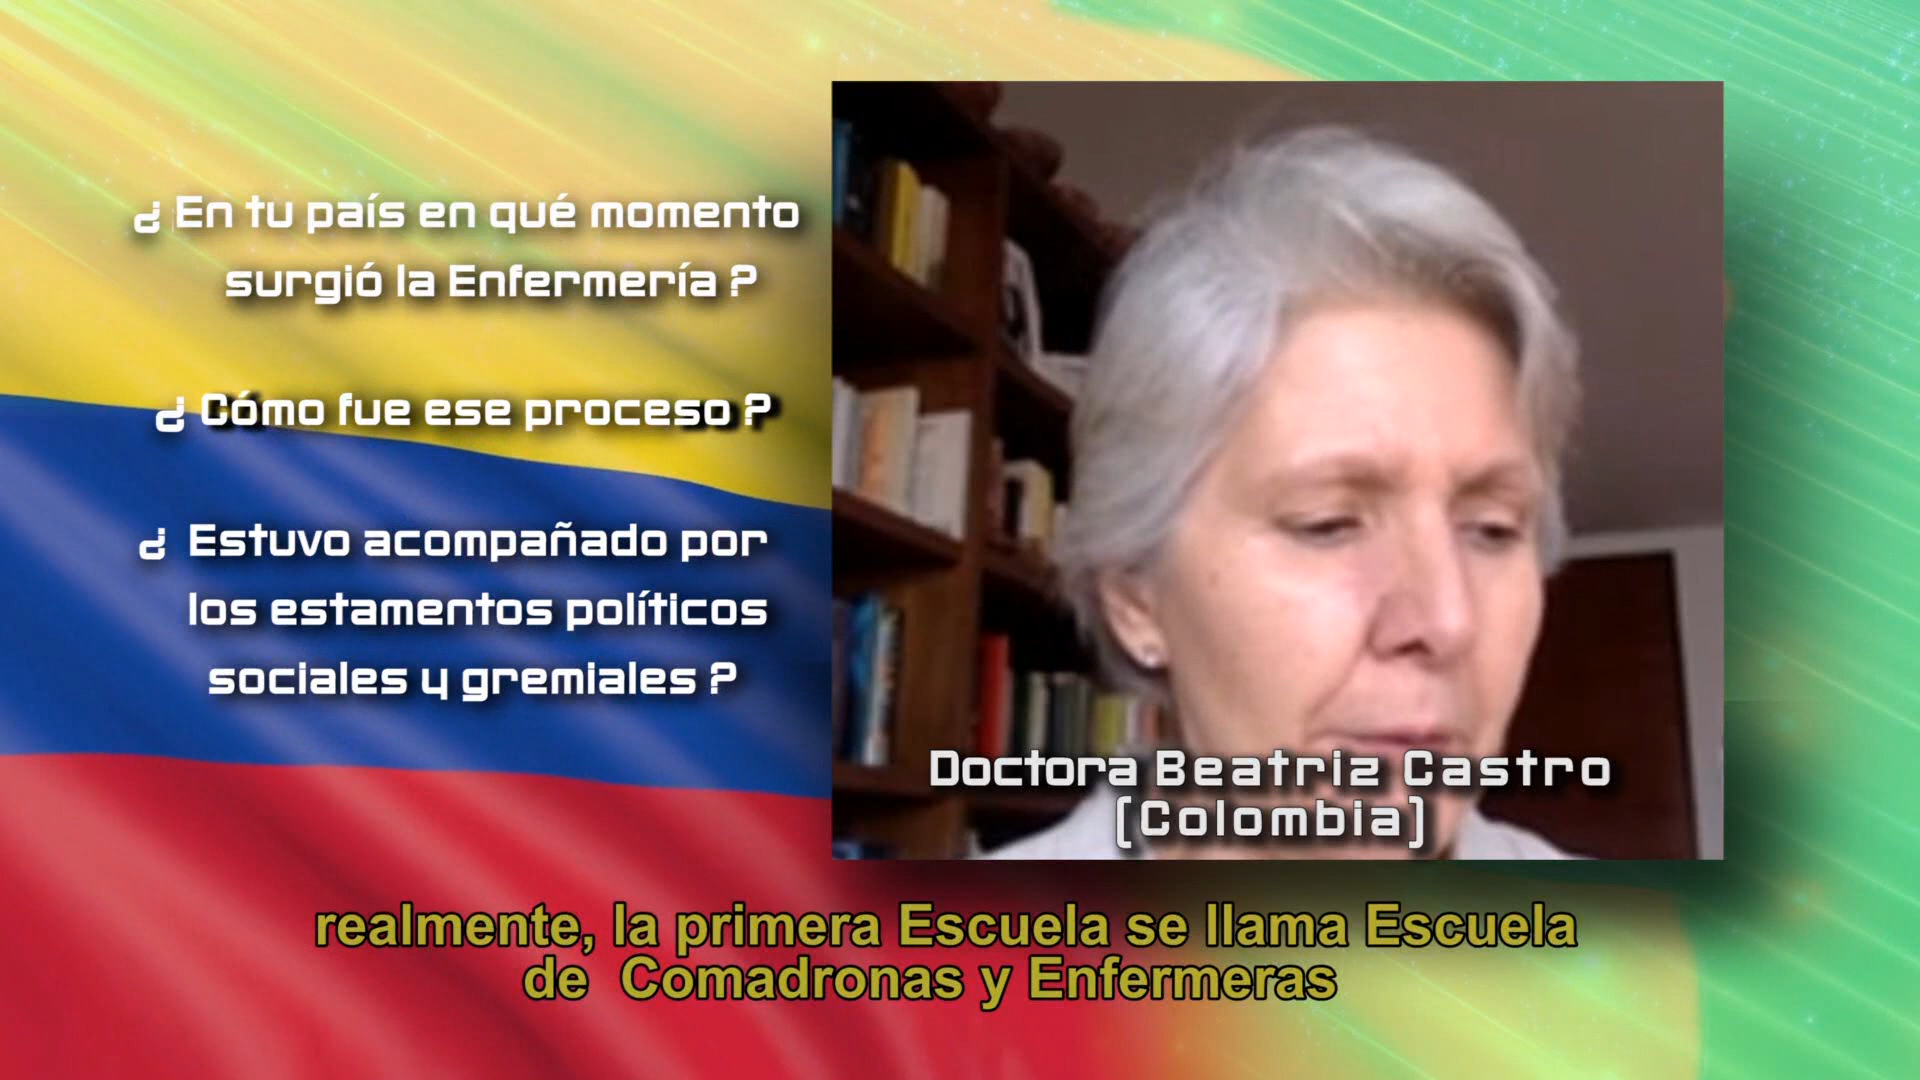 ¿ En tu país en qué momento
surgió la Enfermería ?
¿ Cómo fue ese proceso ?
¿ Estuvo acompañado por
los estamentos políticos
sociales y gremiales ?
Doctora Beatriz Castro
(Colombia)
realmente, la primera Escuela se llama Escuela
de Comadronas y Enfermeras